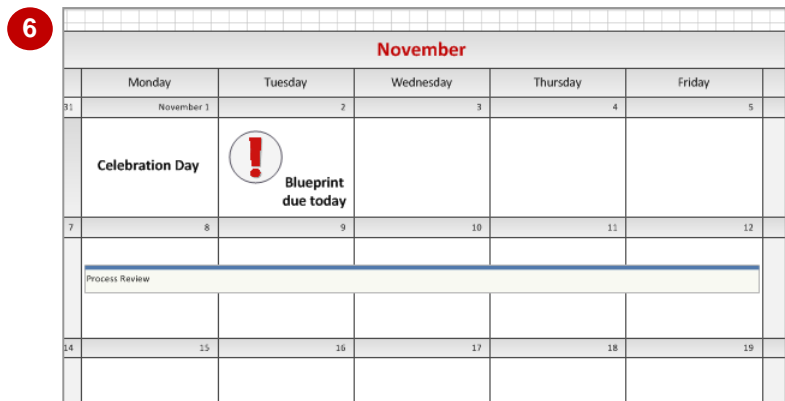 6
November
Monday Tuesday Wednesday Thursday Friday
31 November 1 2 3 4 5
Celebration Day
!
Blueprint
due today
7 8 9 10 11 12
Process Review
14 15 16 17 18 19